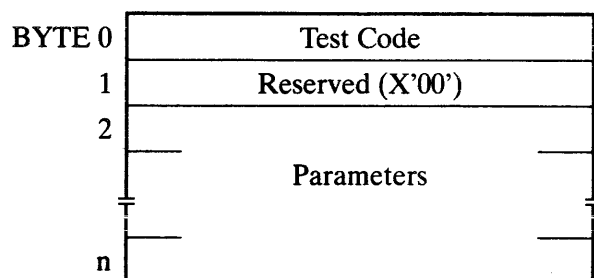 BYTE 0 Test Code
1 Reserved (X'00')
2
Parameters
n